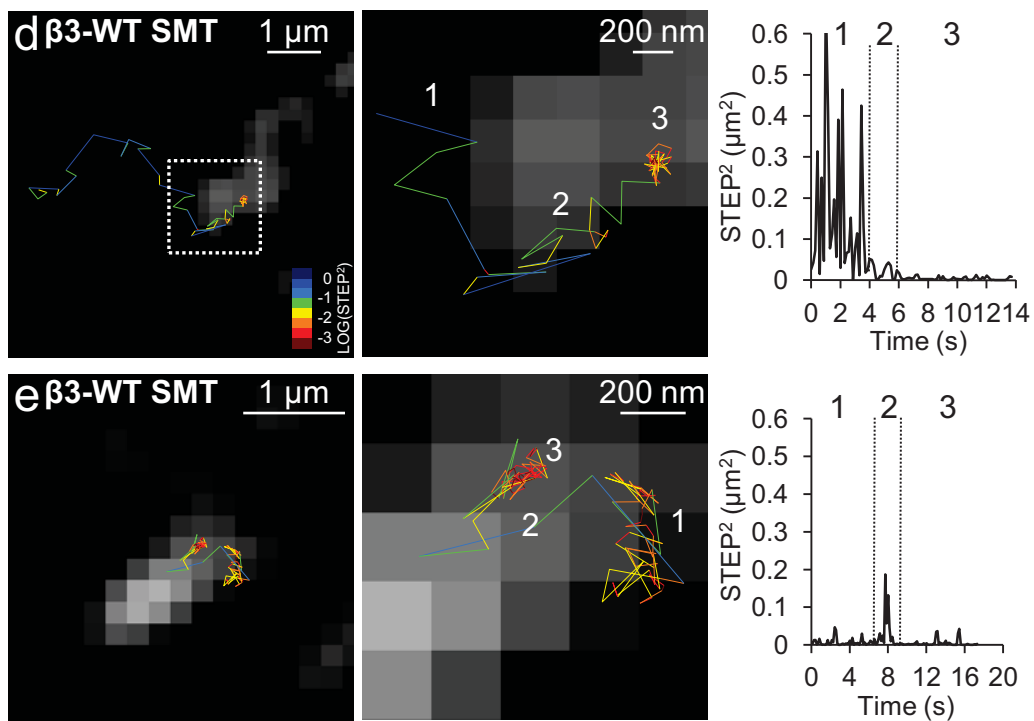 d β3-WT SMT 1 µm
0
-1
-2
-3
LOG(STEP²)
200 nm
1
2
3
0.6
0.5
0.4
0.3
0.2
0.1
0
STEP² (µm²)
1 2 3
0 2 4 6 8 10 12 14
Time (s)
e β3-WT SMT 1 µm
200 nm
3
2
1
0.6
0.5
0.4
0.3
0.2
0.1
0
STEP² (µm²)
1 2 3
0 4 8 12 16 20
Time (s)